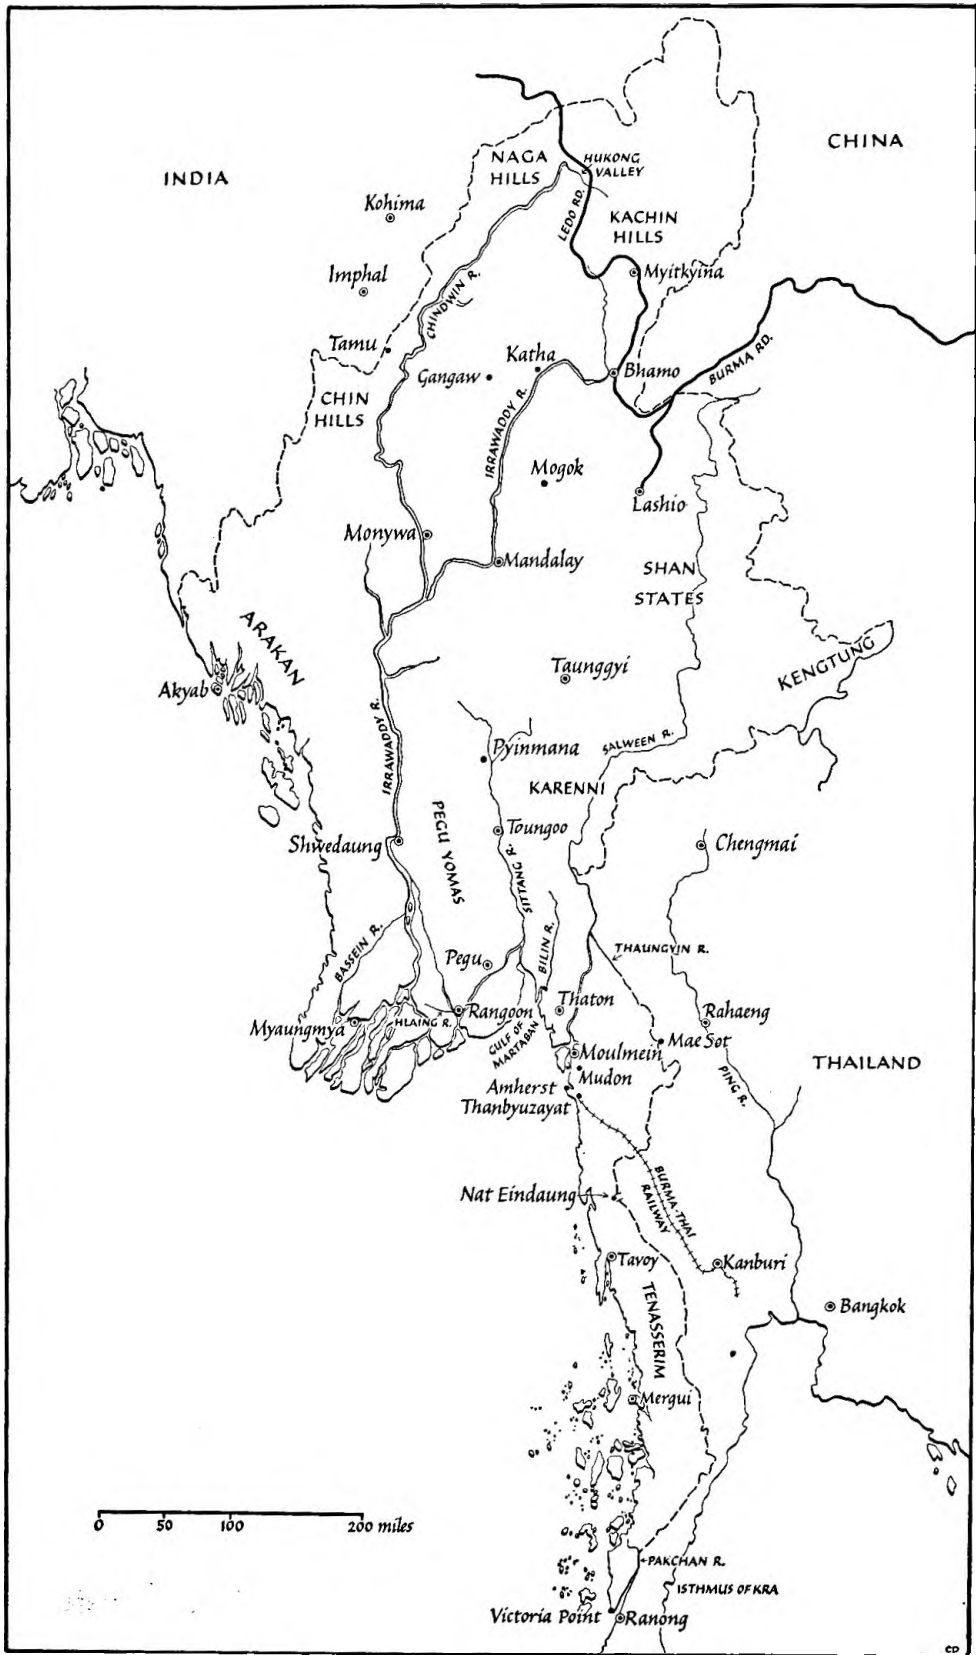 CHINA
INDIA
NAGA
HILLS
HUKONG
VALLEY
Kohima
LEDO RD.
KACHIN
HILLS
Imphal
Myitkyina
CHINDWIN R.
Tamu
Katha
Gangaw
Bhamo
BURMA RD.
CHIN
HILLS
IRRAWADDY R.
Mogok
Lashio
Monywa
Mandalay
SHAN
STATES
ARAKAN
KENGTUNG
Taunggyi
Akyab
IRRAWADDY R.
SALWEEN R.
Pyinmana
KARENNI
PEGU YOMAS
Toungoo
Shwedaung
Chengmai
SITTANG R.
BASSEIN R.
BILIN R.
THAUNGYIN R.
Pegu
Thaton
Rangoon
Rahaeng
Myaungmya
HLAING R.
GULF OF
MARTABAN
Moulmein
Mae Sot
THAILAND
Mudon
PING R.
Amherst
Thanbyuzayat
BURMA-THAI
RAILWAY
Nat Eindaung
Tavoy
Kanburi
TENASSERIM
Bangkok
Mergui
0 50 100 200 miles
PAKCHAN R.
ISTHMUS OF KRA
Victoria Point
Ranong
CD